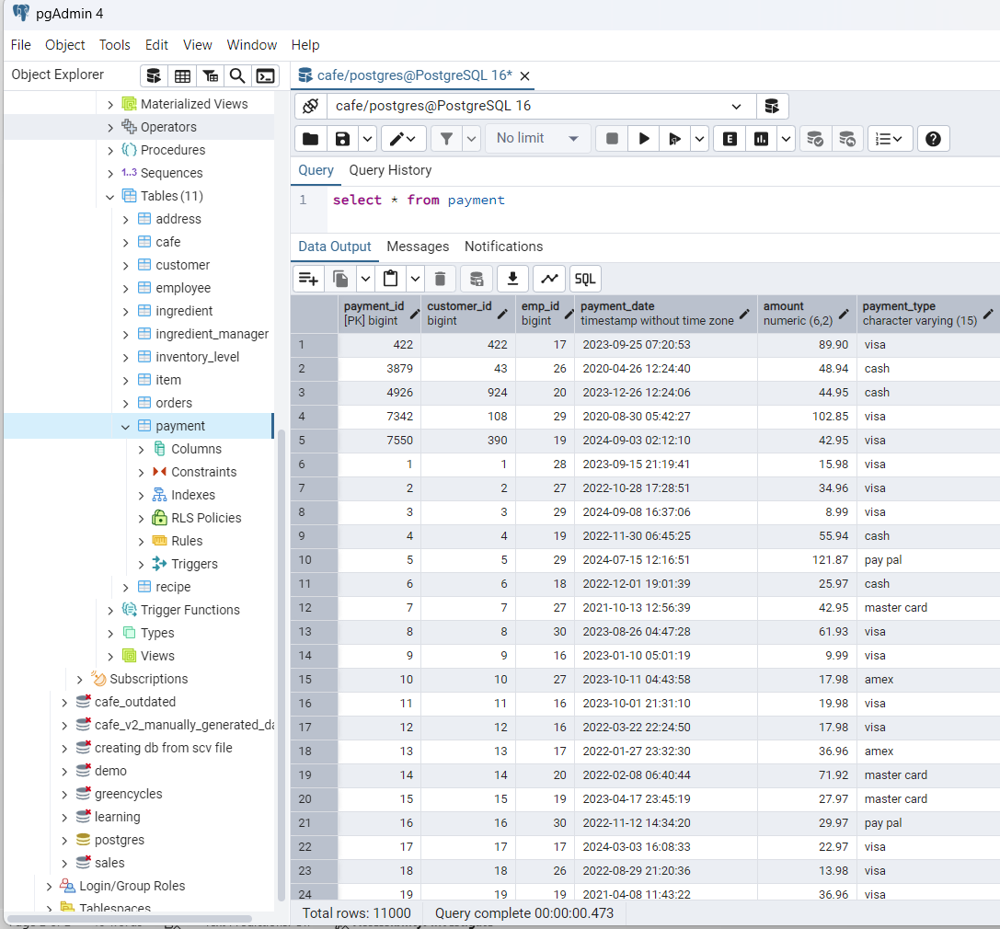 pgAdmin 4
File Object Tools Edit View Window Help
Object Explorer
Materialized Views
Operators
Procedures
1..3 Sequences
Tables (11)
address
cafe
customer
employee
ingredient
ingredient_manager
inventory_level
item
orders
payment
Columns
Constraints
Indexes
RLS Policies
Rules
Triggers
recipe
Trigger Functions
Types
Views
Subscriptions
cafe_outdated
cafe_v2_manually_generated_da
creating db from scv file
demo
greencycles
learning
postgres
sales
Login/Group Roles
Tablespaces
cafe/postgres@PostgreSQL 16*
cafe/postgres@PostgreSQL 16
No limit E
Query Query History
1 select * from payment
Data Output Messages Notifications
SQL
payment_id customer_id emp_id payment_date amount payment_type
[PK] bigint bigint bigint timestamp without time zone numeric (6,2) character varying (15)
1 422 422 17 2023-09-25 07:20:53 89.90 visa
2 3879 43 26 2020-04-26 12:24:40 48.94 cash
3 4926 924 20 2023-12-26 12:24:06 44.95 cash
4 7342 108 29 2020-08-30 05:42:27 102.85 visa
5 7550 390 19 2024-09-03 02:12:10 42.95 visa
6 1 1 28 2023-09-15 21:19:41 15.98 visa
7 2 2 27 2022-10-28 17:28:51 34.96 visa
8 3 3 29 2024-09-08 16:37:06 8.99 visa
9 4 4 19 2022-11-30 06:45:25 55.94 cash
10 5 5 29 2024-07-15 12:16:51 121.87 pay pal
11 6 6 18 2022-12-01 19:01:39 25.97 cash
12 7 7 27 2021-10-13 12:56:39 42.95 master card
13 8 8 30 2023-08-26 04:47:28 61.93 visa
14 9 9 16 2023-01-10 05:01:19 9.99 visa
15 10 10 27 2023-10-11 04:43:58 17.98 amex
16 11 11 16 2023-10-01 21:31:10 19.98 visa
17 12 12 16 2022-03-22 22:24:50 17.98 visa
18 13 13 17 2022-01-27 23:32:30 36.96 amex
19 14 14 20 2022-02-08 06:40:44 71.92 master card
20 15 15 19 2023-04-17 23:45:19 27.97 master card
21 16 16 30 2022-11-12 14:34:20 29.97 pay pal
22 17 17 17 2024-03-03 16:08:33 22.97 visa
23 18 18 26 2022-08-29 21:20:36 13.98 visa
24 19 19 19 2021-04-08 11:43:22 36.96 visa
Total rows: 11000 Query complete 00:00:00.473